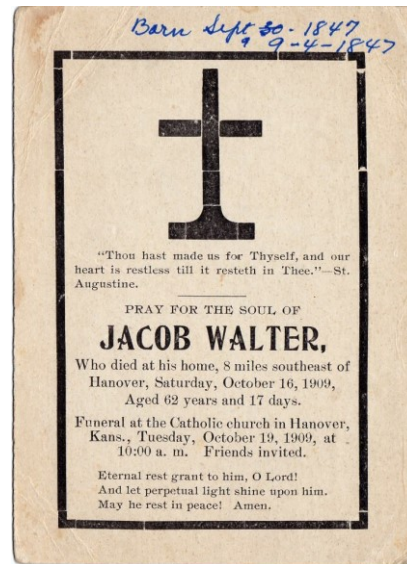 Born Sept 30 - 1847
? 9-4-1847
"Thou hast made us for Thyself, and our
heart is restless till it resteth in Thee."—St.
Augustine.
PRAY FOR THE SOUL OF
JACOB WALTER,
Who died at his home, 8 miles southeast of
Hanover, Saturday, October 16, 1909,
Aged 62 years and 17 days.
Funeral at the Catholic church in Hanover,
Kans., Tuesday, October 19, 1909, at
10:00 a. m. Friends invited.
Eternal rest grant to him, O Lord!
And let perpetual light shine upon him.
May he rest in peace! Amen.